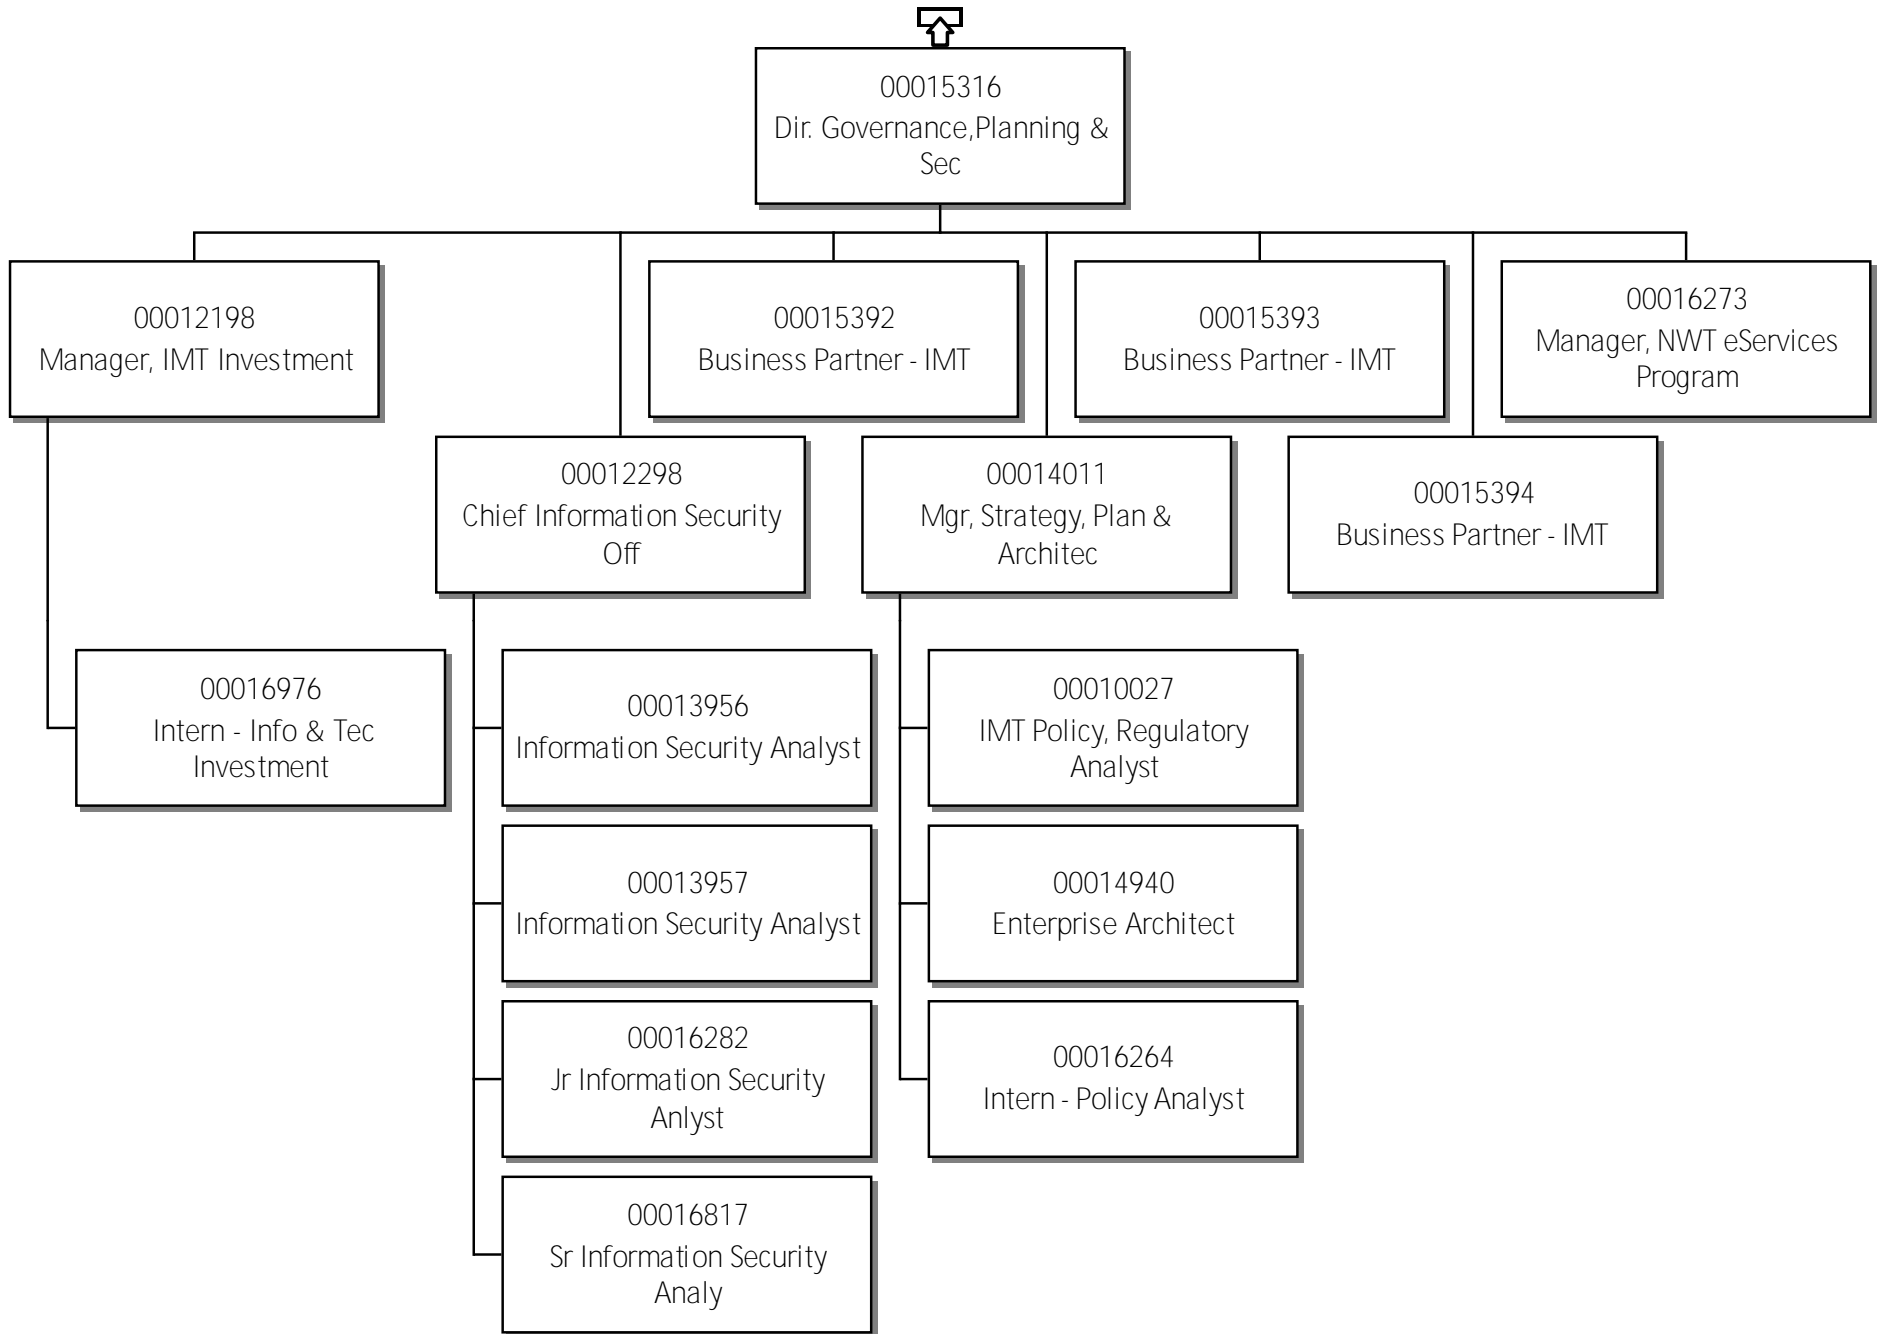 00015316
Dir. Governance,Planning &
Sec
00012198
Manager, IMT Investment
00015392
Business Partner - IMT
00015393
Business Partner - IMT
00016273
Manager, NWT eServices
Program
00012298
Chief Information Security
Off
00014011
Mgr, Strategy, Plan &
Architec
00015394
Business Partner - IMT
00016976
Intern - Info & Tec
Investment
00013956
Information Security Analyst
00010027
IMT Policy, Regulatory
Analyst
00013957
Information Security Analyst
00014940
Enterprise Architect
00016282
Jr Information Security
Anlyst
00016264
Intern - Policy Analyst
00016817
Sr Information Security
Analy